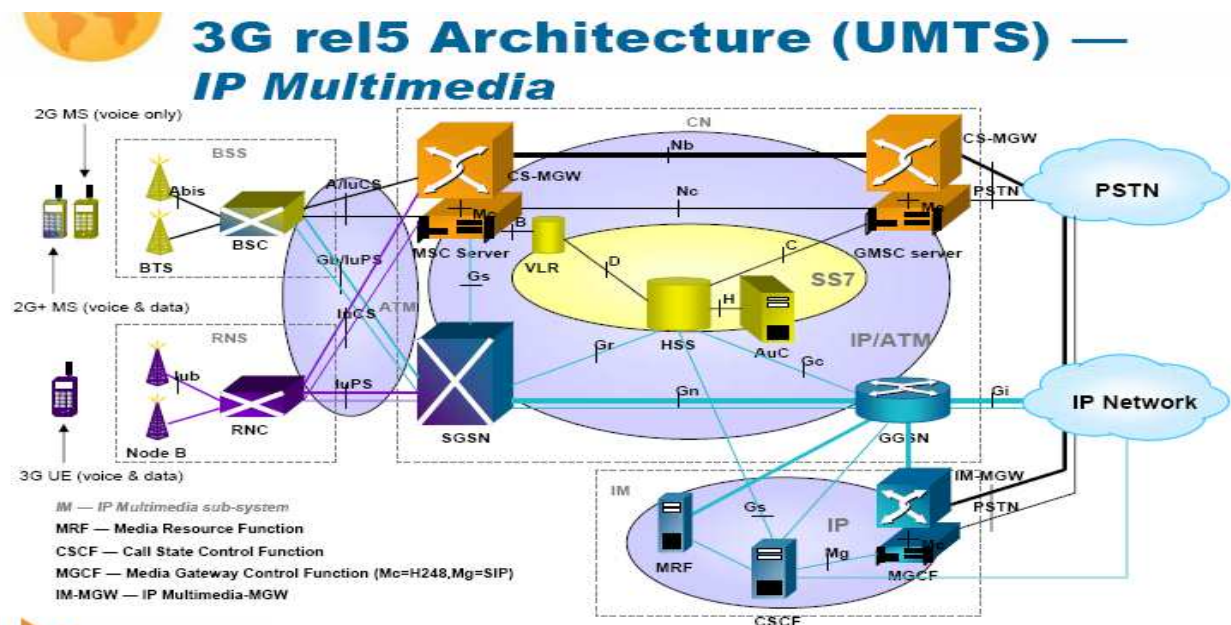 3G rel5 Architecture (UMTS) —
IP Multimedia
2G MS (voice only)
CN
BSS
CS-MGW
Nb
CS-MGW
Abis
A/IuCS
PSTN
PSTN
Mc
Nc
Mc
B
BSC
MSC Server
VLR
C
GMSC server
BTS
Gb/IuPS
D
SS7
Gs
H
2G+ MS (voice & data)
ATM
IuCS
RNS
HSS
AuC
IP/ATM
Gr
Gc
Iub
IuPS
Gn
Gi
IP Network
RNC
SGSN
GGSN
Node B
3G UE (voice & data)
IM
IM-MGW
IM — IP Multimedia sub-system
Gs
IP
PSTN
MRF — Media Resource Function
Mc
CSCF — Call State Control Function
Mg
MRF
MGCF
MGCF — Media Gateway Control Function (Mc=H248,Mg=SIP)
IM-MGW — IP Multimedia-MGW
CSCF